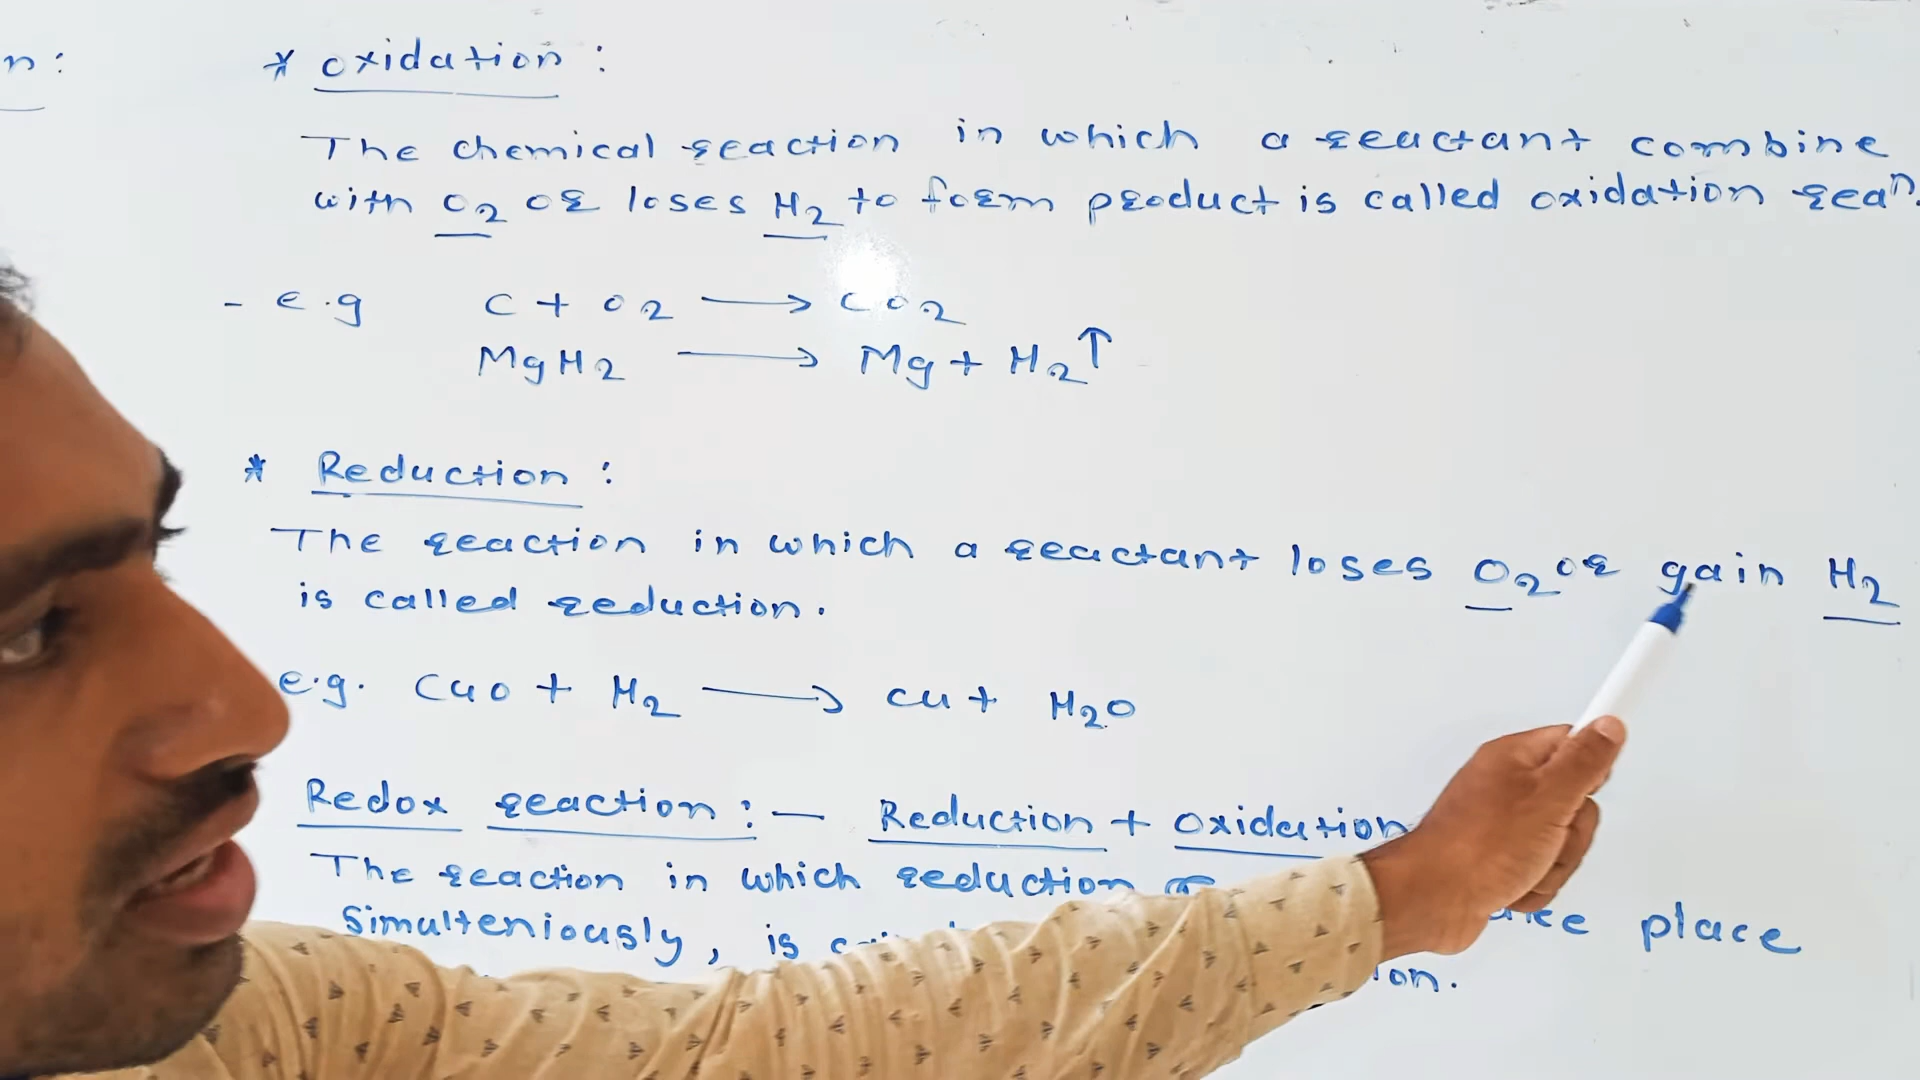 n:
* Oxidation:
The chemical reaction in which a reactant combine
with O2 or loses H2 to form product is called oxidation rean.
- e.g C + O2 ⟶ CO2
MgH2 ⟶ Mg + H2↑
* Reduction:
The reaction in which a reactant loses O2 or gain H2
is called reduction.
e.g. CuO + H2 ⟶ Cu + H2O
Redox reaction:- Reduction + Oxidation
The reaction in which reduction
simulteniously, is place
ion.